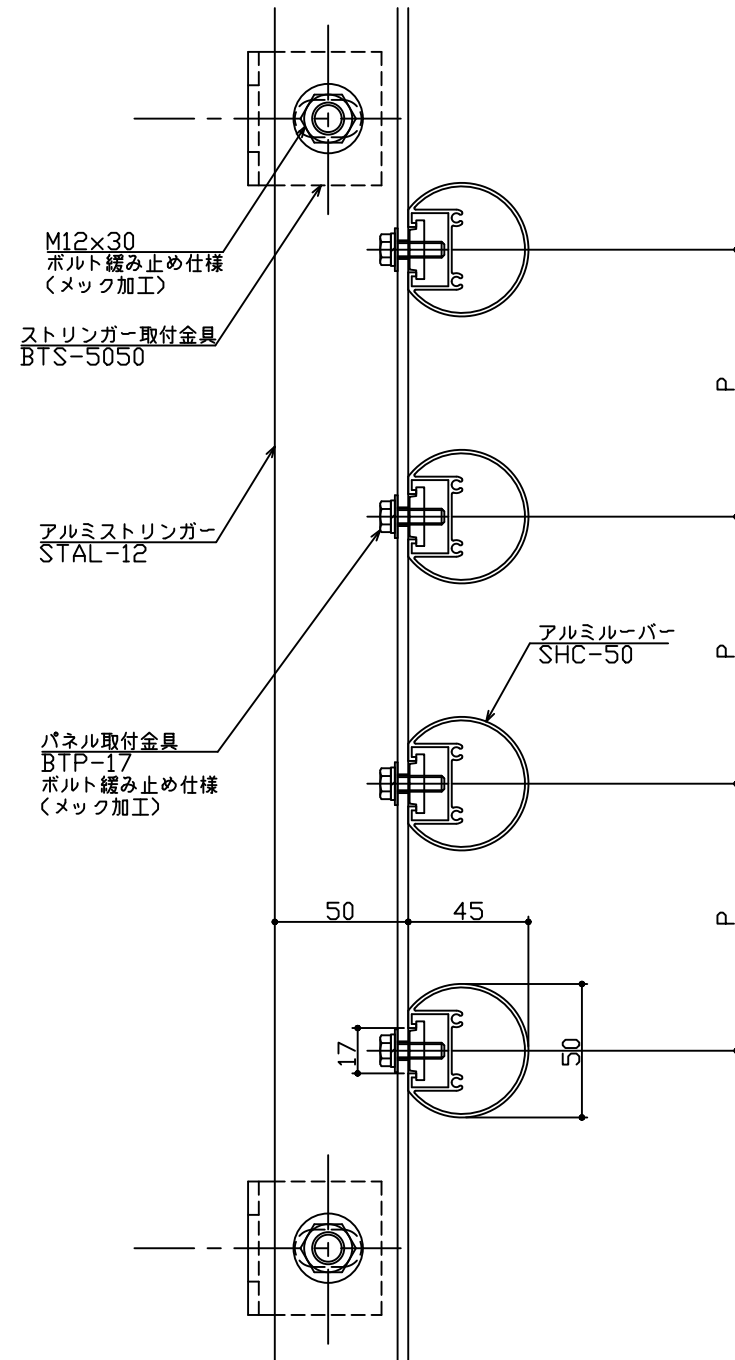 M12×30
ボルト緩み止め仕様
(メック加工)
ストリンガー取付金具
BTS-5050
P
アルミストリンガー
STAL-12
アルミルーバー
SHC-50
P
パネル取付金具
BTP-17
ボルト緩み止め仕様
(メック加工)
50
45
P
17
50